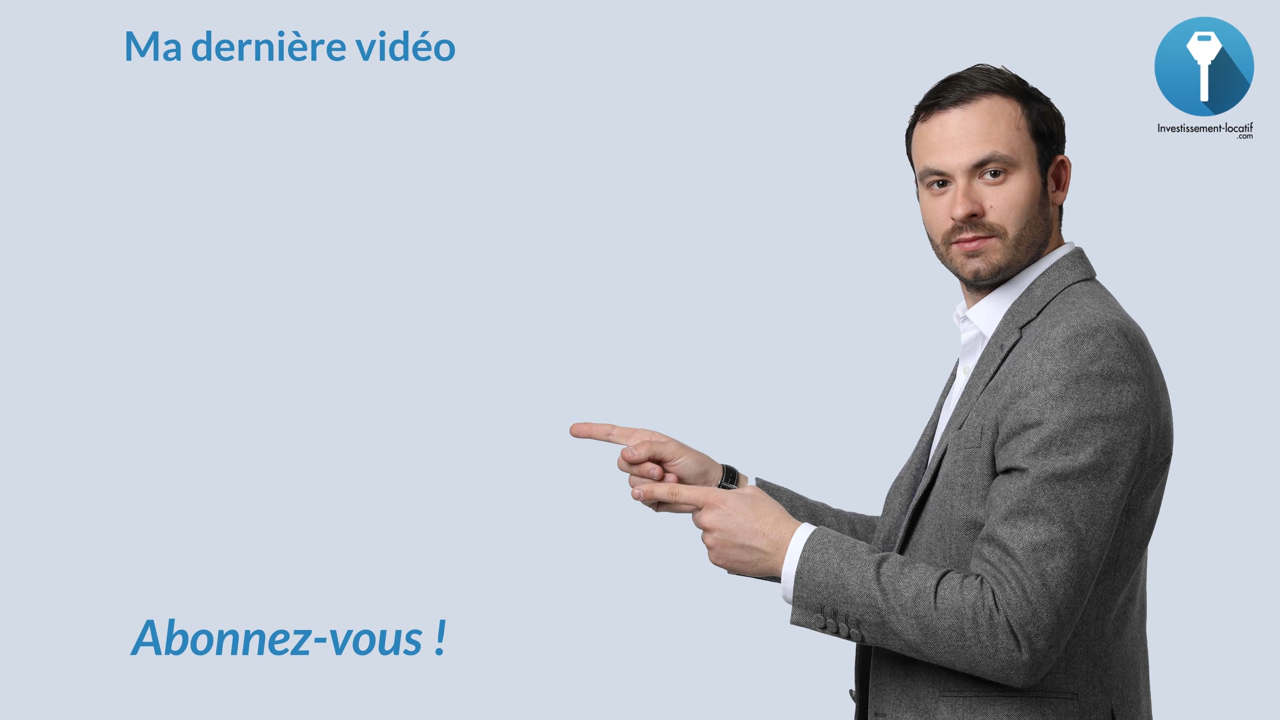 Ma dernière vidéo
Investissement-locatif
.com
Abonnez-vous !